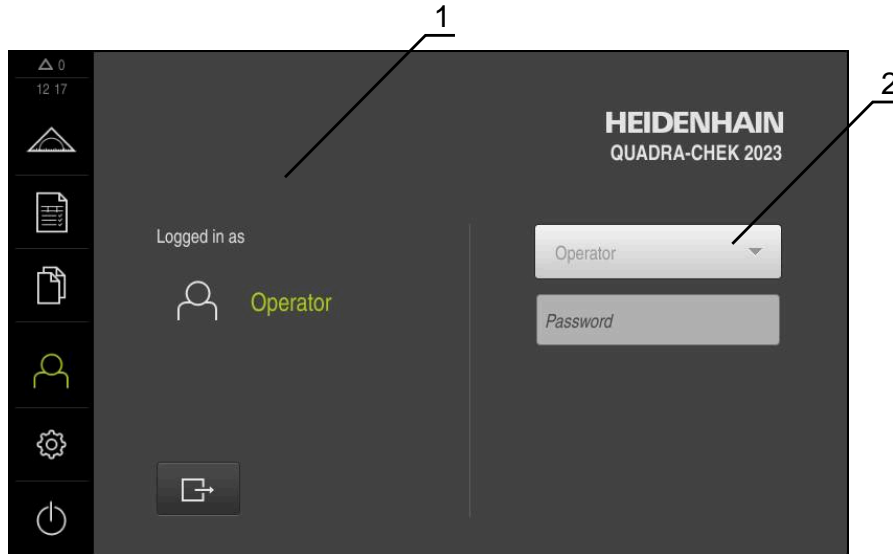 1
2
0
12 17
HEIDENHAIN
QUADRA-CHEK 2023
Logged in as
Operator
Operator
Password